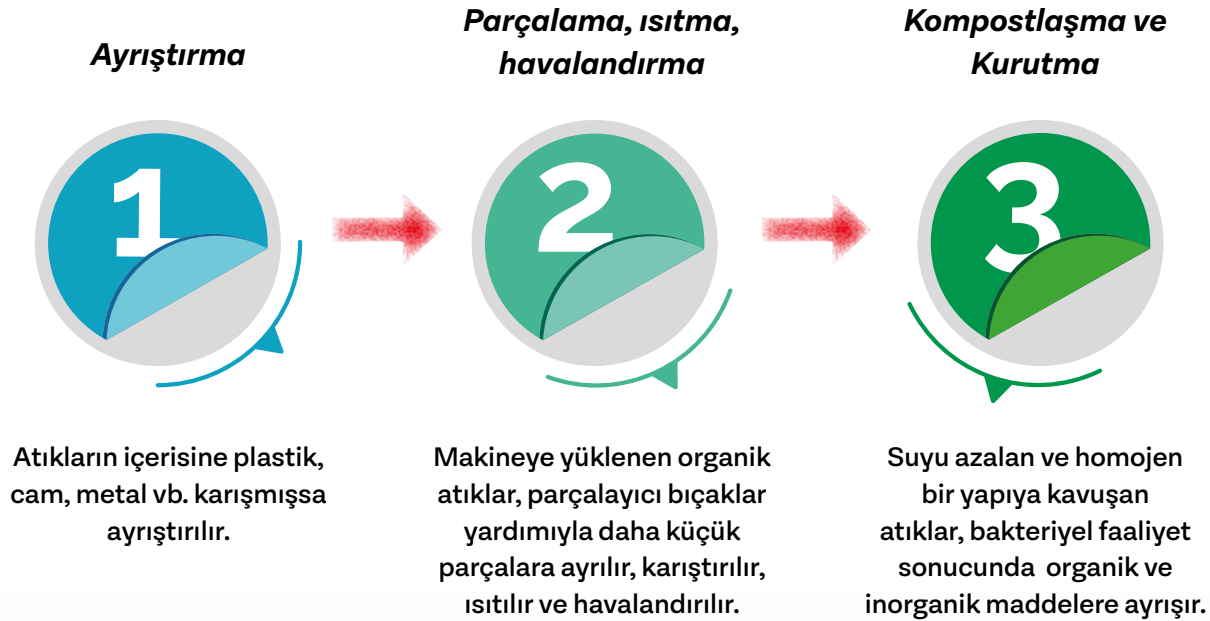 Ayrıştırma
1
Atıkların içerisine plastik,
cam, metal vb. karışmışsa
ayrıştırılır.
Parçalama, ısıtma,
havalandırma
2
Makineye yüklenen organik
atıklar, parçalayıcı bıçaklar
yardımıyla daha küçük
parçalara ayrılır, karıştırılır,
ısıtılır ve havalandırılır.
Kompostlaşma ve
Kurutma
3
Suyu azalan ve homojen
bir yapıya kavuşan
atıklar, bakteriyel faaliyet
sonucunda organik ve
inorganik maddelere ayrışır.